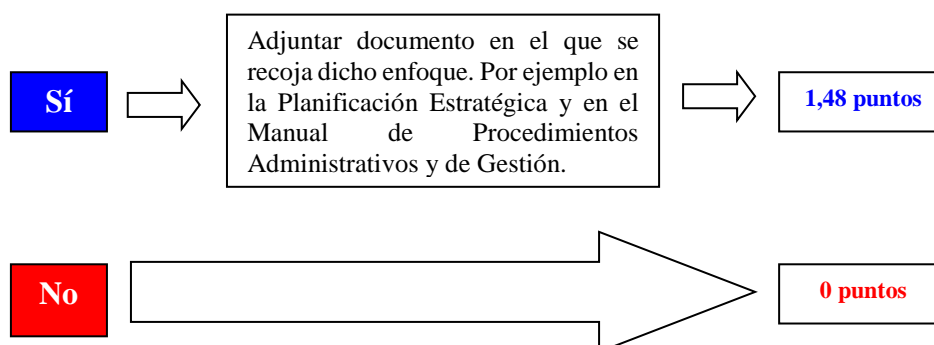 Sí
Adjuntar documento en el que se
recoja dicho enfoque. Por ejemplo en
la Planificación Estratégica y en el
Manual de Procedimientos
Administrativos y de Gestión.
1,48 puntos
No
0 puntos